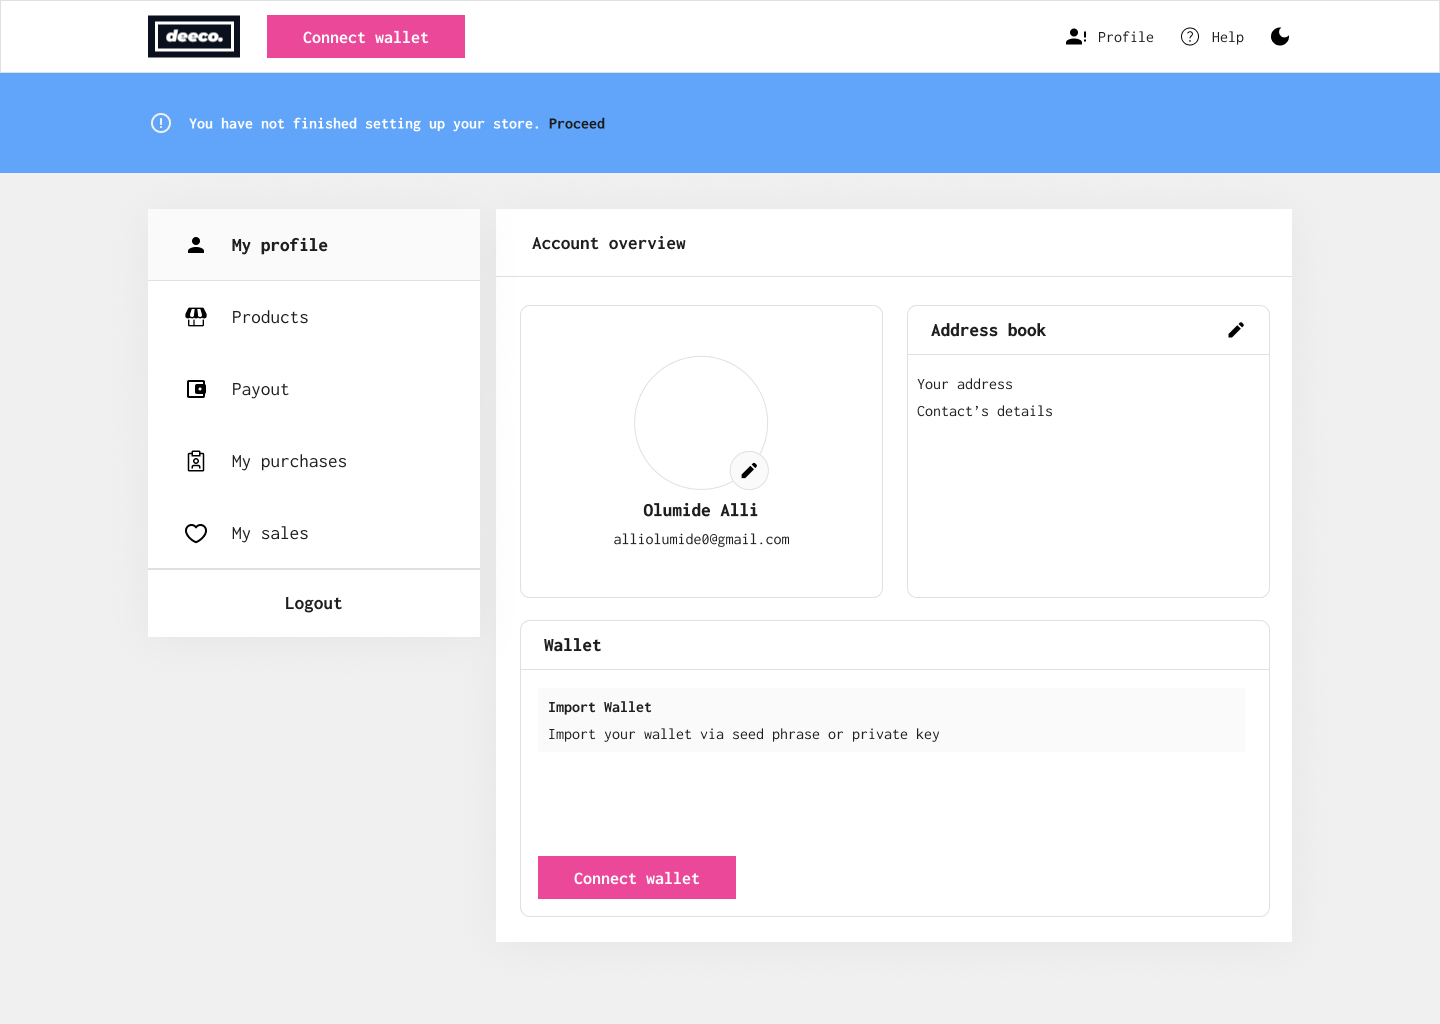 deeco.
Connect wallet
Profile
Help
You have not finished setting up your store. Proceed
My profile
Products
Payout
My purchases
My sales
Logout
Account overview
Olumide Alli
alliolumide0@gmail.com
Address book
Your address
Contact’s details
Wallet
Import Wallet
Import your wallet via seed phrase or private key
Connect wallet